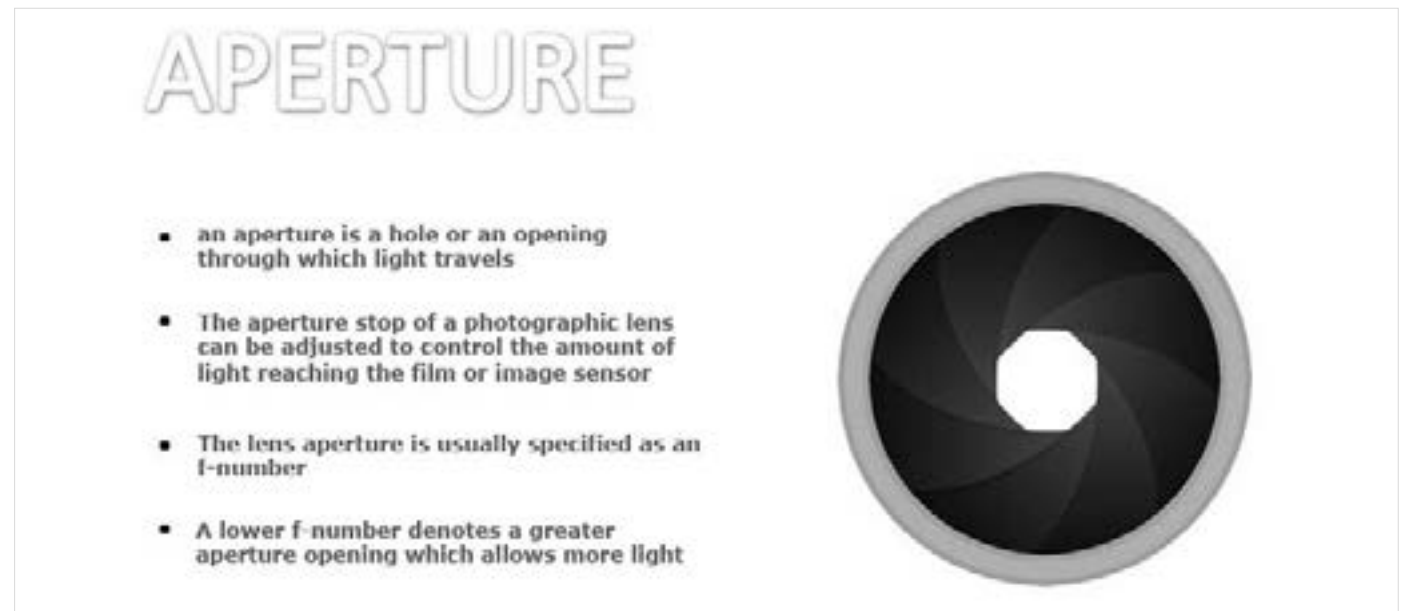 APERTURE
▪ an aperture is a hole or an opening
through which light travels
▪ The aperture stop of a photographic lens
can be adjusted to control the amount of
light reaching the film or image sensor
▪ The lens aperture is usually specified as an
f-number
▪ A lower f-number denotes a greater
aperture opening which allows more light